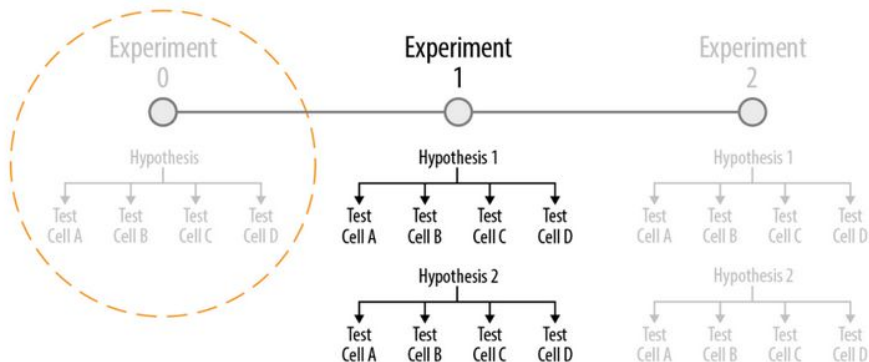 Experiment
0
Experiment
1
Experiment
2
Hypothesis
Test
Cell A
Test
Cell B
Test
Cell C
Test
Cell D
Hypothesis 1
Test
Cell A
Test
Cell B
Test
Cell C
Test
Cell D
Hypothesis 2
Test
Cell A
Test
Cell B
Test
Cell C
Test
Cell D
Hypothesis 1
Test
Cell A
Test
Cell B
Test
Cell C
Test
Cell D
Hypothesis 2
Test
Cell A
Test
Cell B
Test
Cell C
Test
Cell D